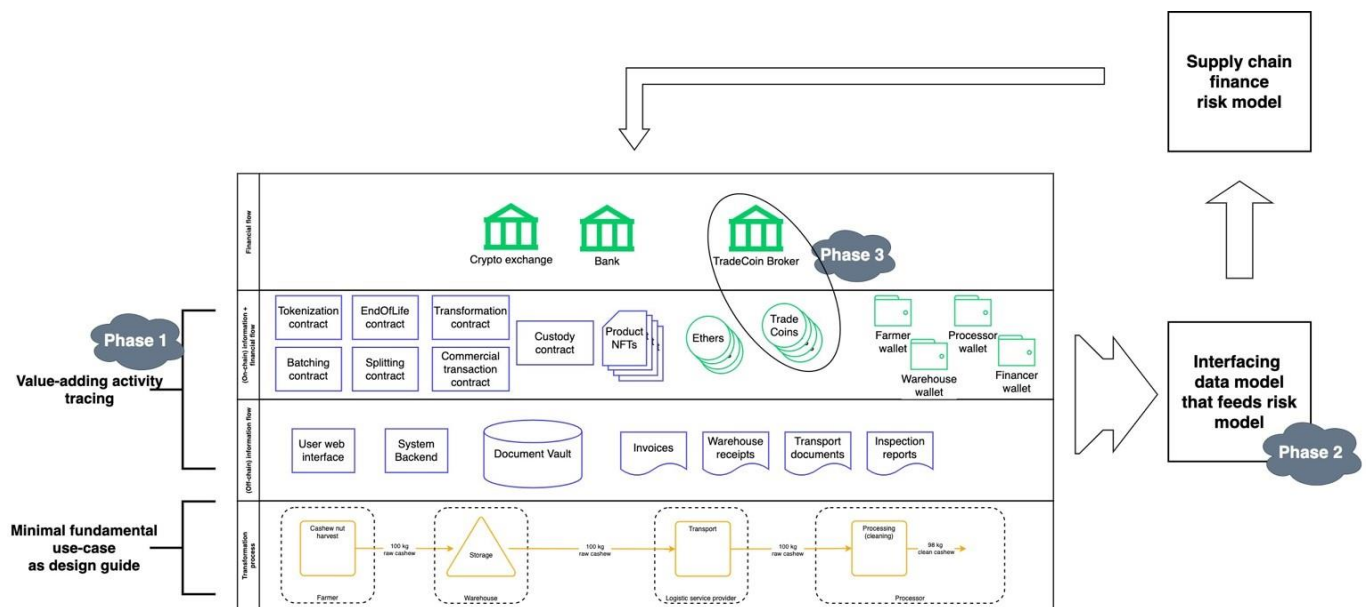 Supply chain
finance
risk model
Financial flow
Crypto exchange
Bank
TradeCoin Broker
Phase 3
Phase 1
Value-adding activity
tracing
(On-chain) information +
financial flow
Tokenization
contract
EndOfLife
contract
Transformation
contract
Batching
contract
Splitting
contract
Commercial
transaction
contract
Custody
contract
Product
NFTs
Ethers
Trade
Coins
Farmer
wallet
Processor
wallet
Warehouse
wallet
Financer
wallet
Interfacing
data model
that feeds risk
model
Phase 2
(Off-chain) information flow
User web
interface
System
Backend
Document Vault
Invoices
Warehouse
receipts
Transport
documents
Inspection
reports
Minimal fundamental
use-case
as design guide
Transformation
process
Cashew nut
harvest
100 kg
raw cashew
Storage
100 kg
raw cashew
Transport
100 kg
raw cashew
Processing
(cleaning)
98 kg
clean cashew
Farmer
Warehouse
Logistic service provider
Processor